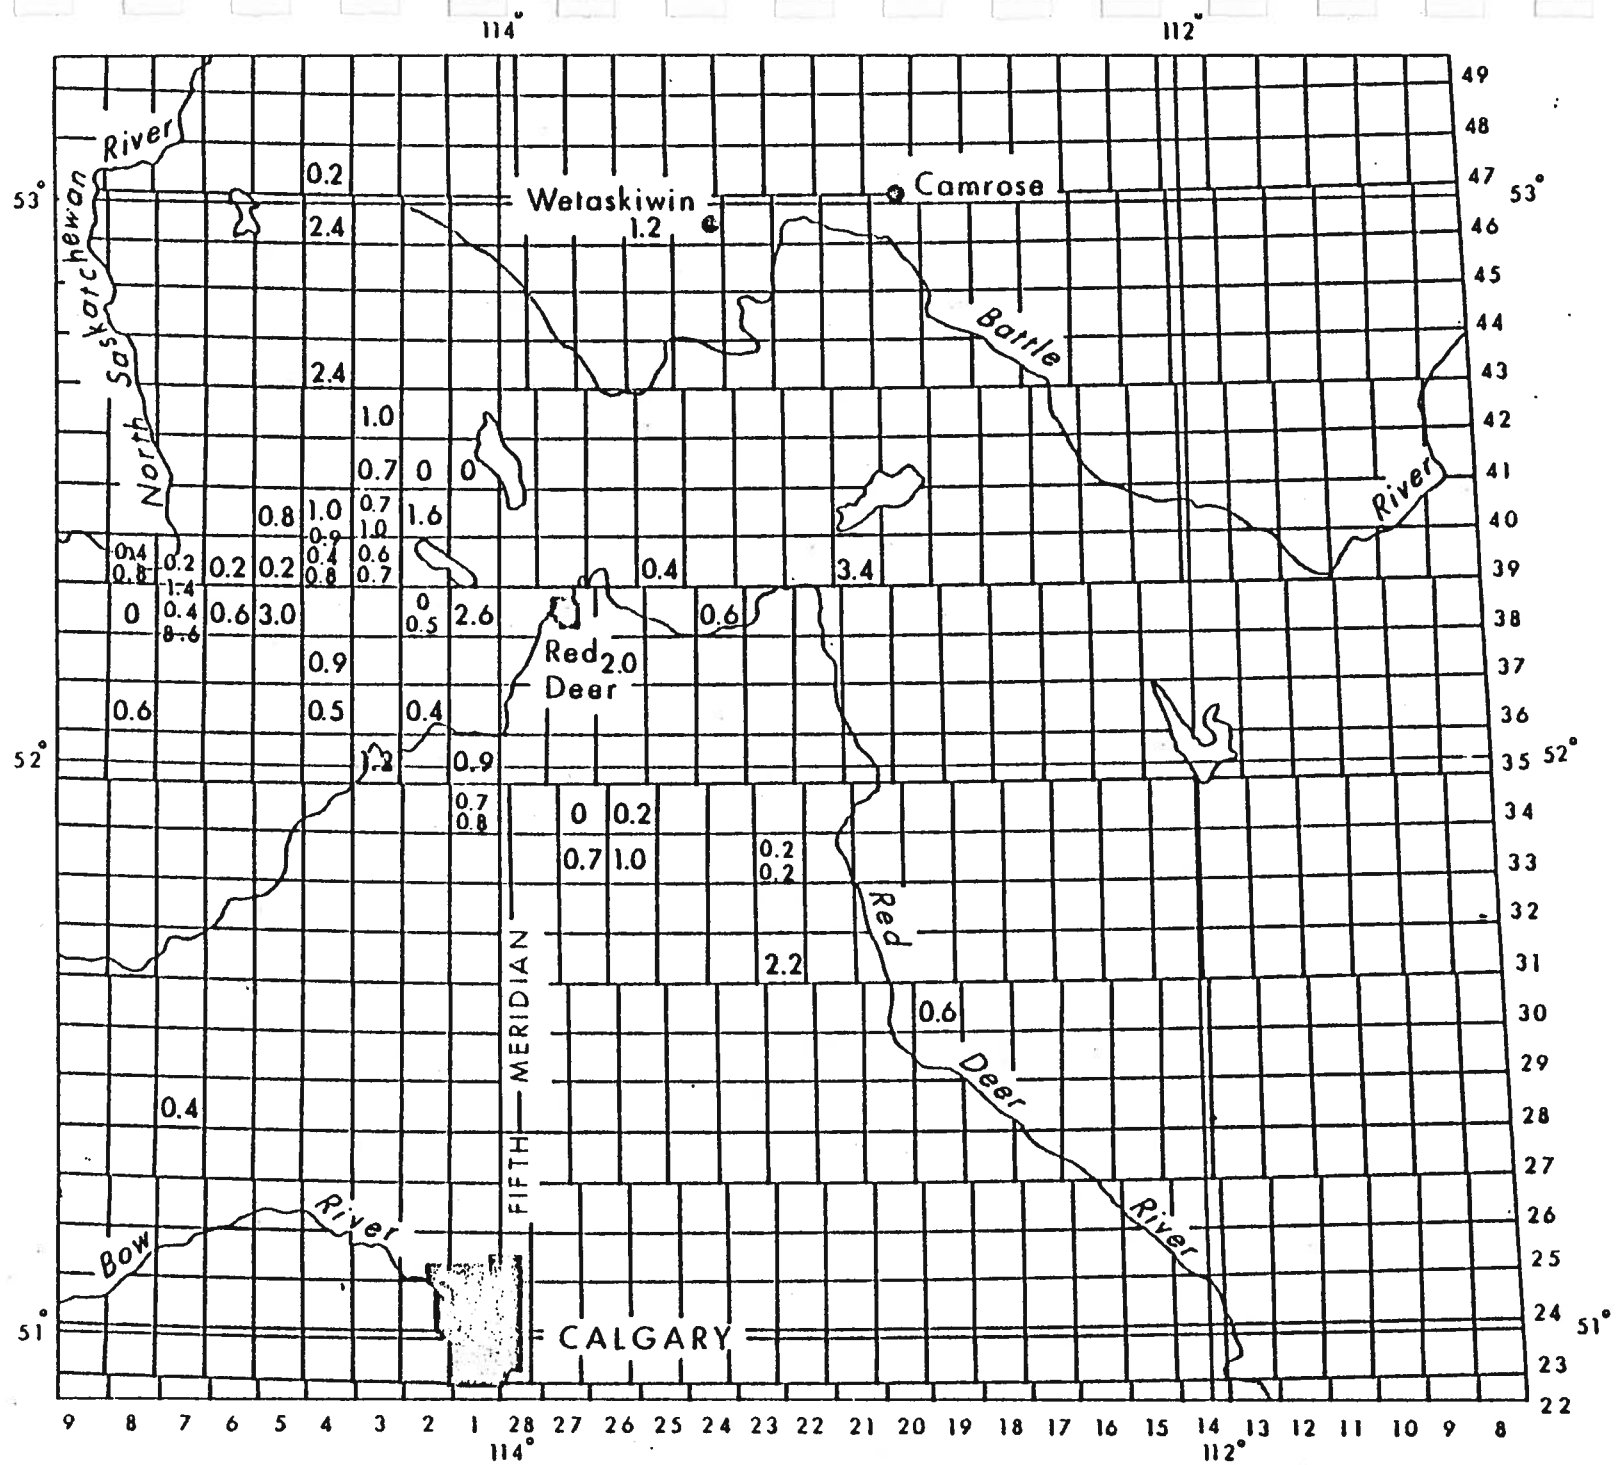 114° 112°
49
48
River
47
0.2
53° Wetaskiwin Camrose 53°
2.4 1.2 46
45
Battle 44
2.4 43
1.0 42
0.7 0 0 41
River
0.7
0.8 1.0 1.6 40
1.0
0.9
0.4 0.4 0.6
0.2 0.2 0.2 0.4 3.4 39
0.8 0.8 0.7
1.4
0 0.4 0.6 3.0 0 2.6 0.6 38
0.5
8.6
North Saskatchewan
0.9 Red 2.0 37
Deer
0.6 0.5 0.4 36
52° 0.9 35 52°
0.7 0 0.2 34
0.8
0.7 1.0 0.2 33
0.2
Red 32
2.2 31
0.6 30
FIFTH MERIDIAN
Deer 29
0.4 28
27
Bow River River 26
25
51° CALGARY 24 51°
23
22
9 8 7 6 5 4 3 2 1 28 27 26 25 24 23 22 21 20 19 18 17 16 15 14 13 12 11 10 9 8
114° 112°